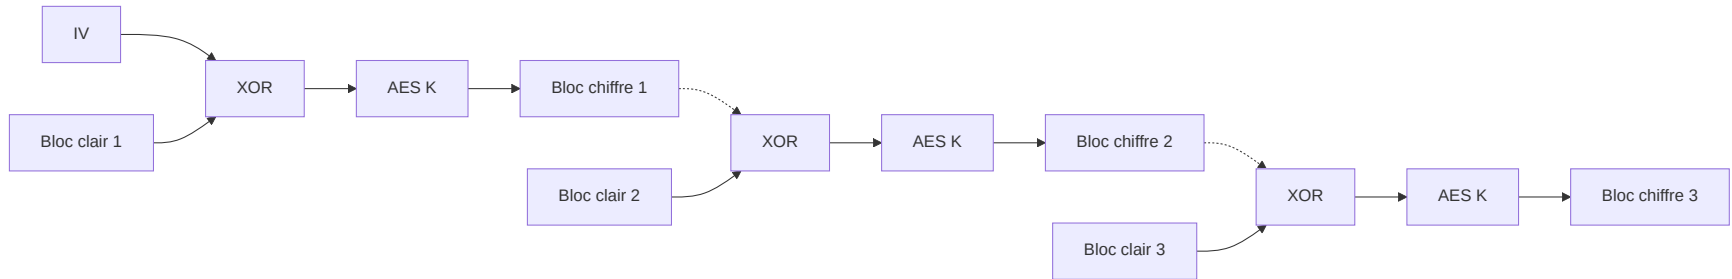 IV
Bloc clair 1
XOR
AES K
Bloc chiffre 1
Bloc clair 2
XOR
AES K
Bloc chiffre 2
Bloc clair 3
XOR
AES K
Bloc chiffre 3